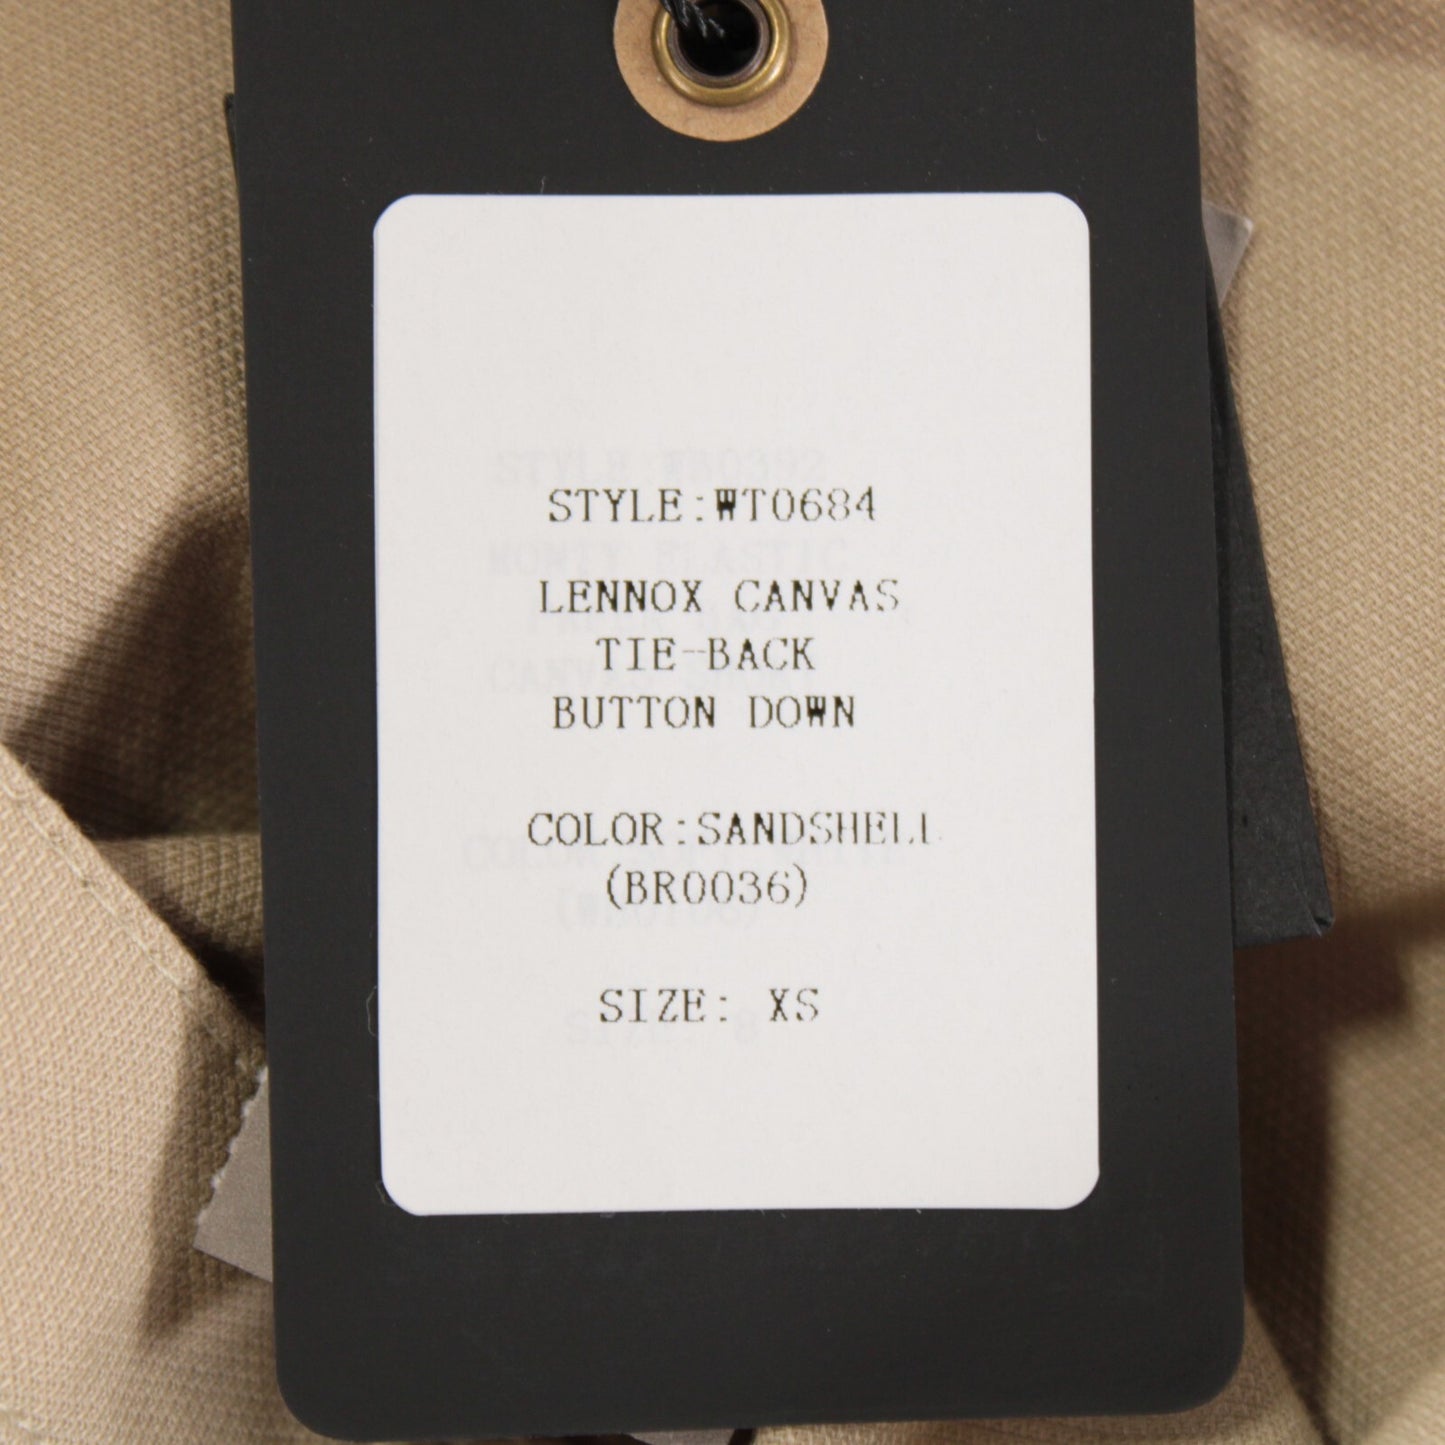 STYLE:WT0684
LENNOX CANVAS
TIE-BACK
BUTTON DOWN
COLOR:SANDSHELL
(BR0036)
SIZE: XS